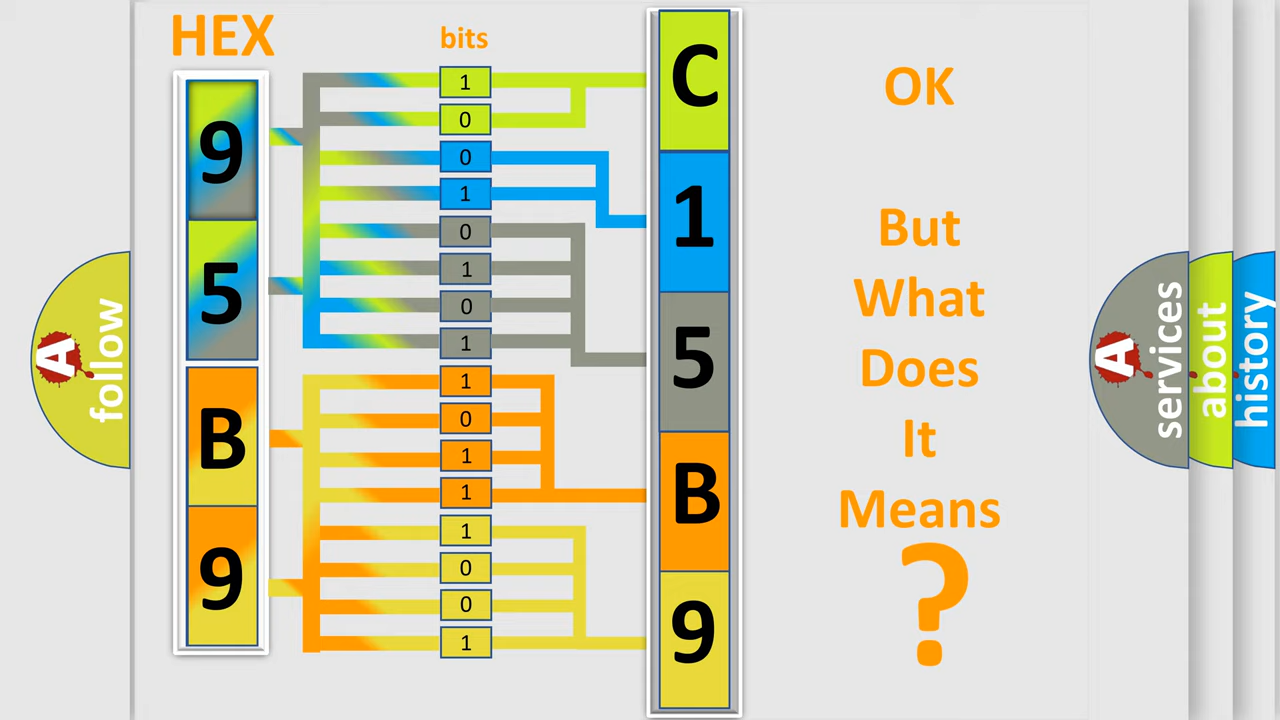 HEX
bits
9
5
B
9
1
0
0
1
0
1
0
1
1
0
1
1
1
0
0
1
C
1
5
B
9
OK
But
What
Does
It
Means
?
A
follow
A
services
about
history